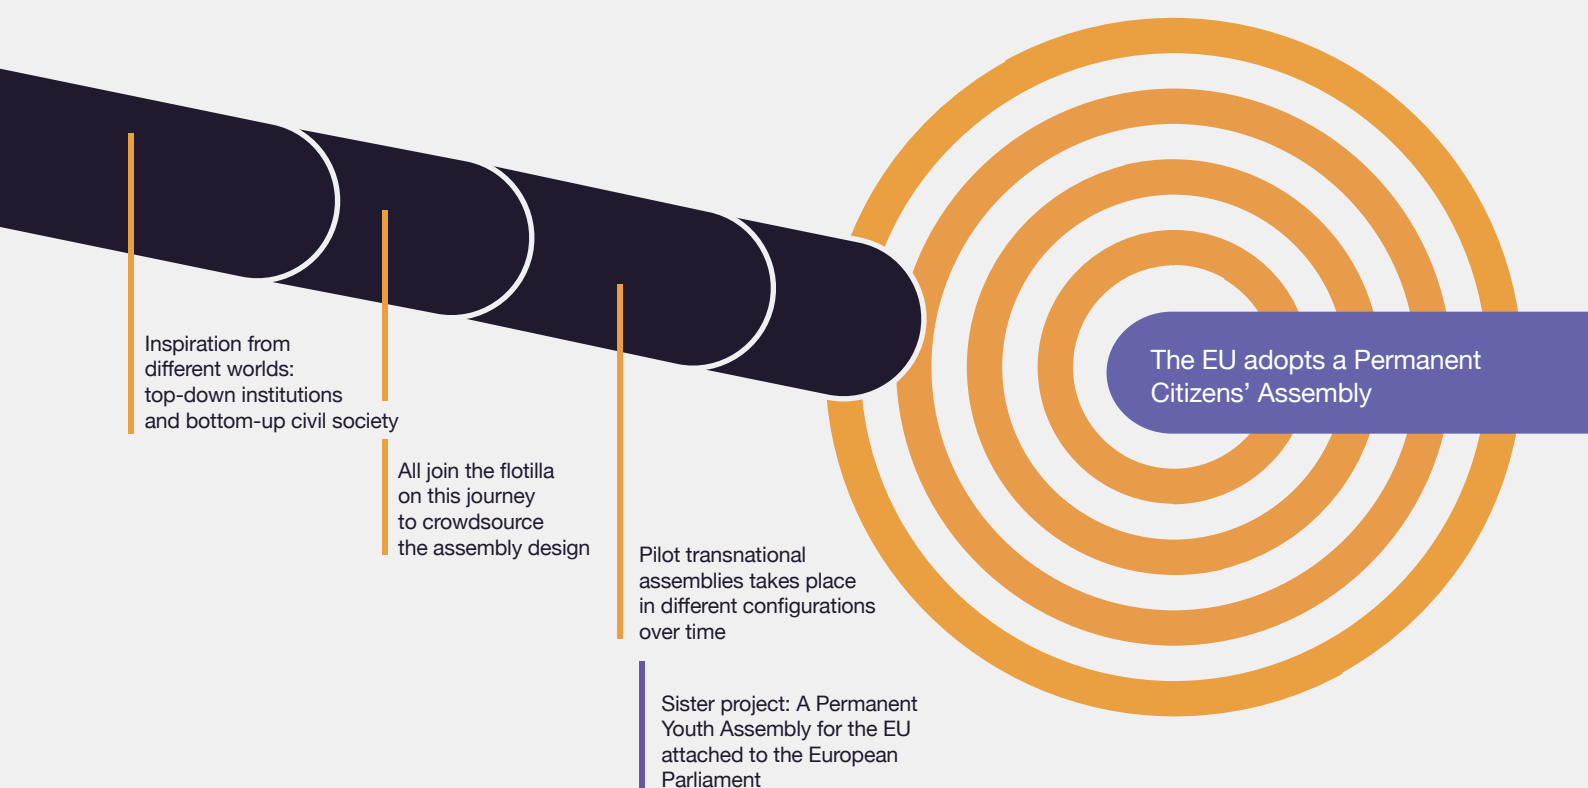 Inspiration from
different worlds:
top-down institutions
and bottom-up civil society
All join the flotilla
on this journey
to crowdsource
the assembly design
Pilot transnational
assemblies takes place
in different configurations
over time
Sister project: A Permanent
Youth Assembly for the EU
attached to the European
Parliament
The EU adopts a Permanent
Citizens’ Assembly